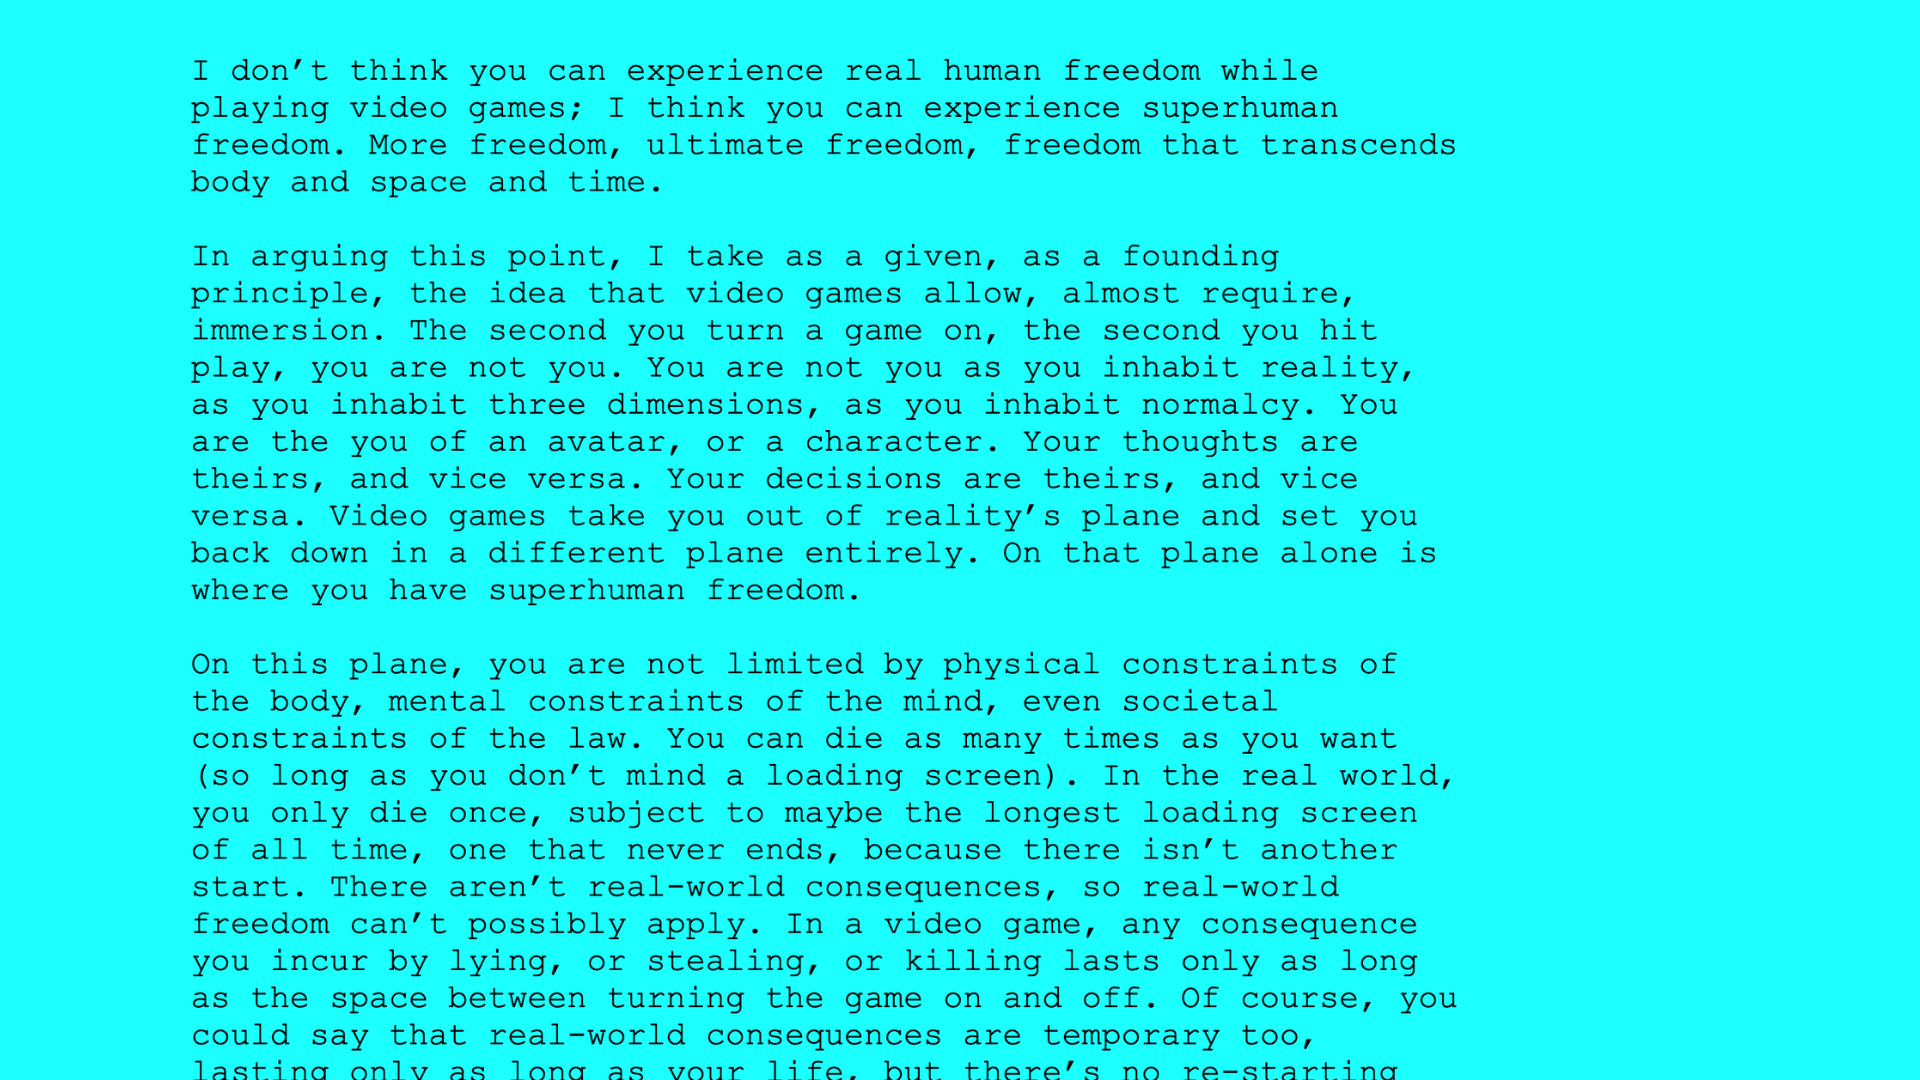 I don’t think you can experience real human freedom while
playing video games; I think you can experience superhuman
freedom. More freedom, ultimate freedom, freedom that transcends
body and space and time.
In arguing this point, I take as a given, as a founding
principle, the idea that video games allow, almost require,
immersion. The second you turn a game on, the second you hit
play, you are not you. You are not you as you inhabit reality,
as you inhabit three dimensions, as you inhabit normalcy. You
are the you of an avatar, or a character. Your thoughts are
theirs, and vice versa. Your decisions are theirs, and vice
versa. Video games take you out of reality’s plane and set you
back down in a different plane entirely. On that plane alone is
where you have superhuman freedom.
On this plane, you are not limited by physical constraints of
the body, mental constraints of the mind, even societal
constraints of the law. You can die as many times as you want
(so long as you don’t mind a loading screen). In the real world,
you only die once, subject to maybe the longest loading screen
of all time, one that never ends, because there isn’t another
start. There aren’t real-world consequences, so real-world
freedom can’t possibly apply. In a video game, any consequence
you incur by lying, or stealing, or killing lasts only as long
as the space between turning the game on and off. Of course, you
could say that real-world consequences are temporary too,
lasting only as long as your life, but there’s no re-starting